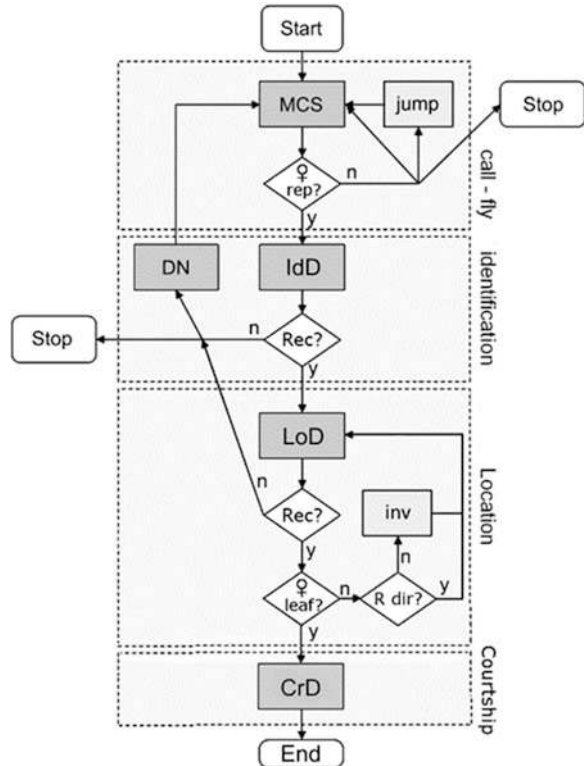 Start
MCS
jump
Stop
♀
rep?
n
y
call - fly
DN
IdD
identification
Stop
n
Rec?
y
LoD
Location
n
Rec?
inv
y
n
♀
leaf?
n
R dir?
y
y
CrD
Courtship
End